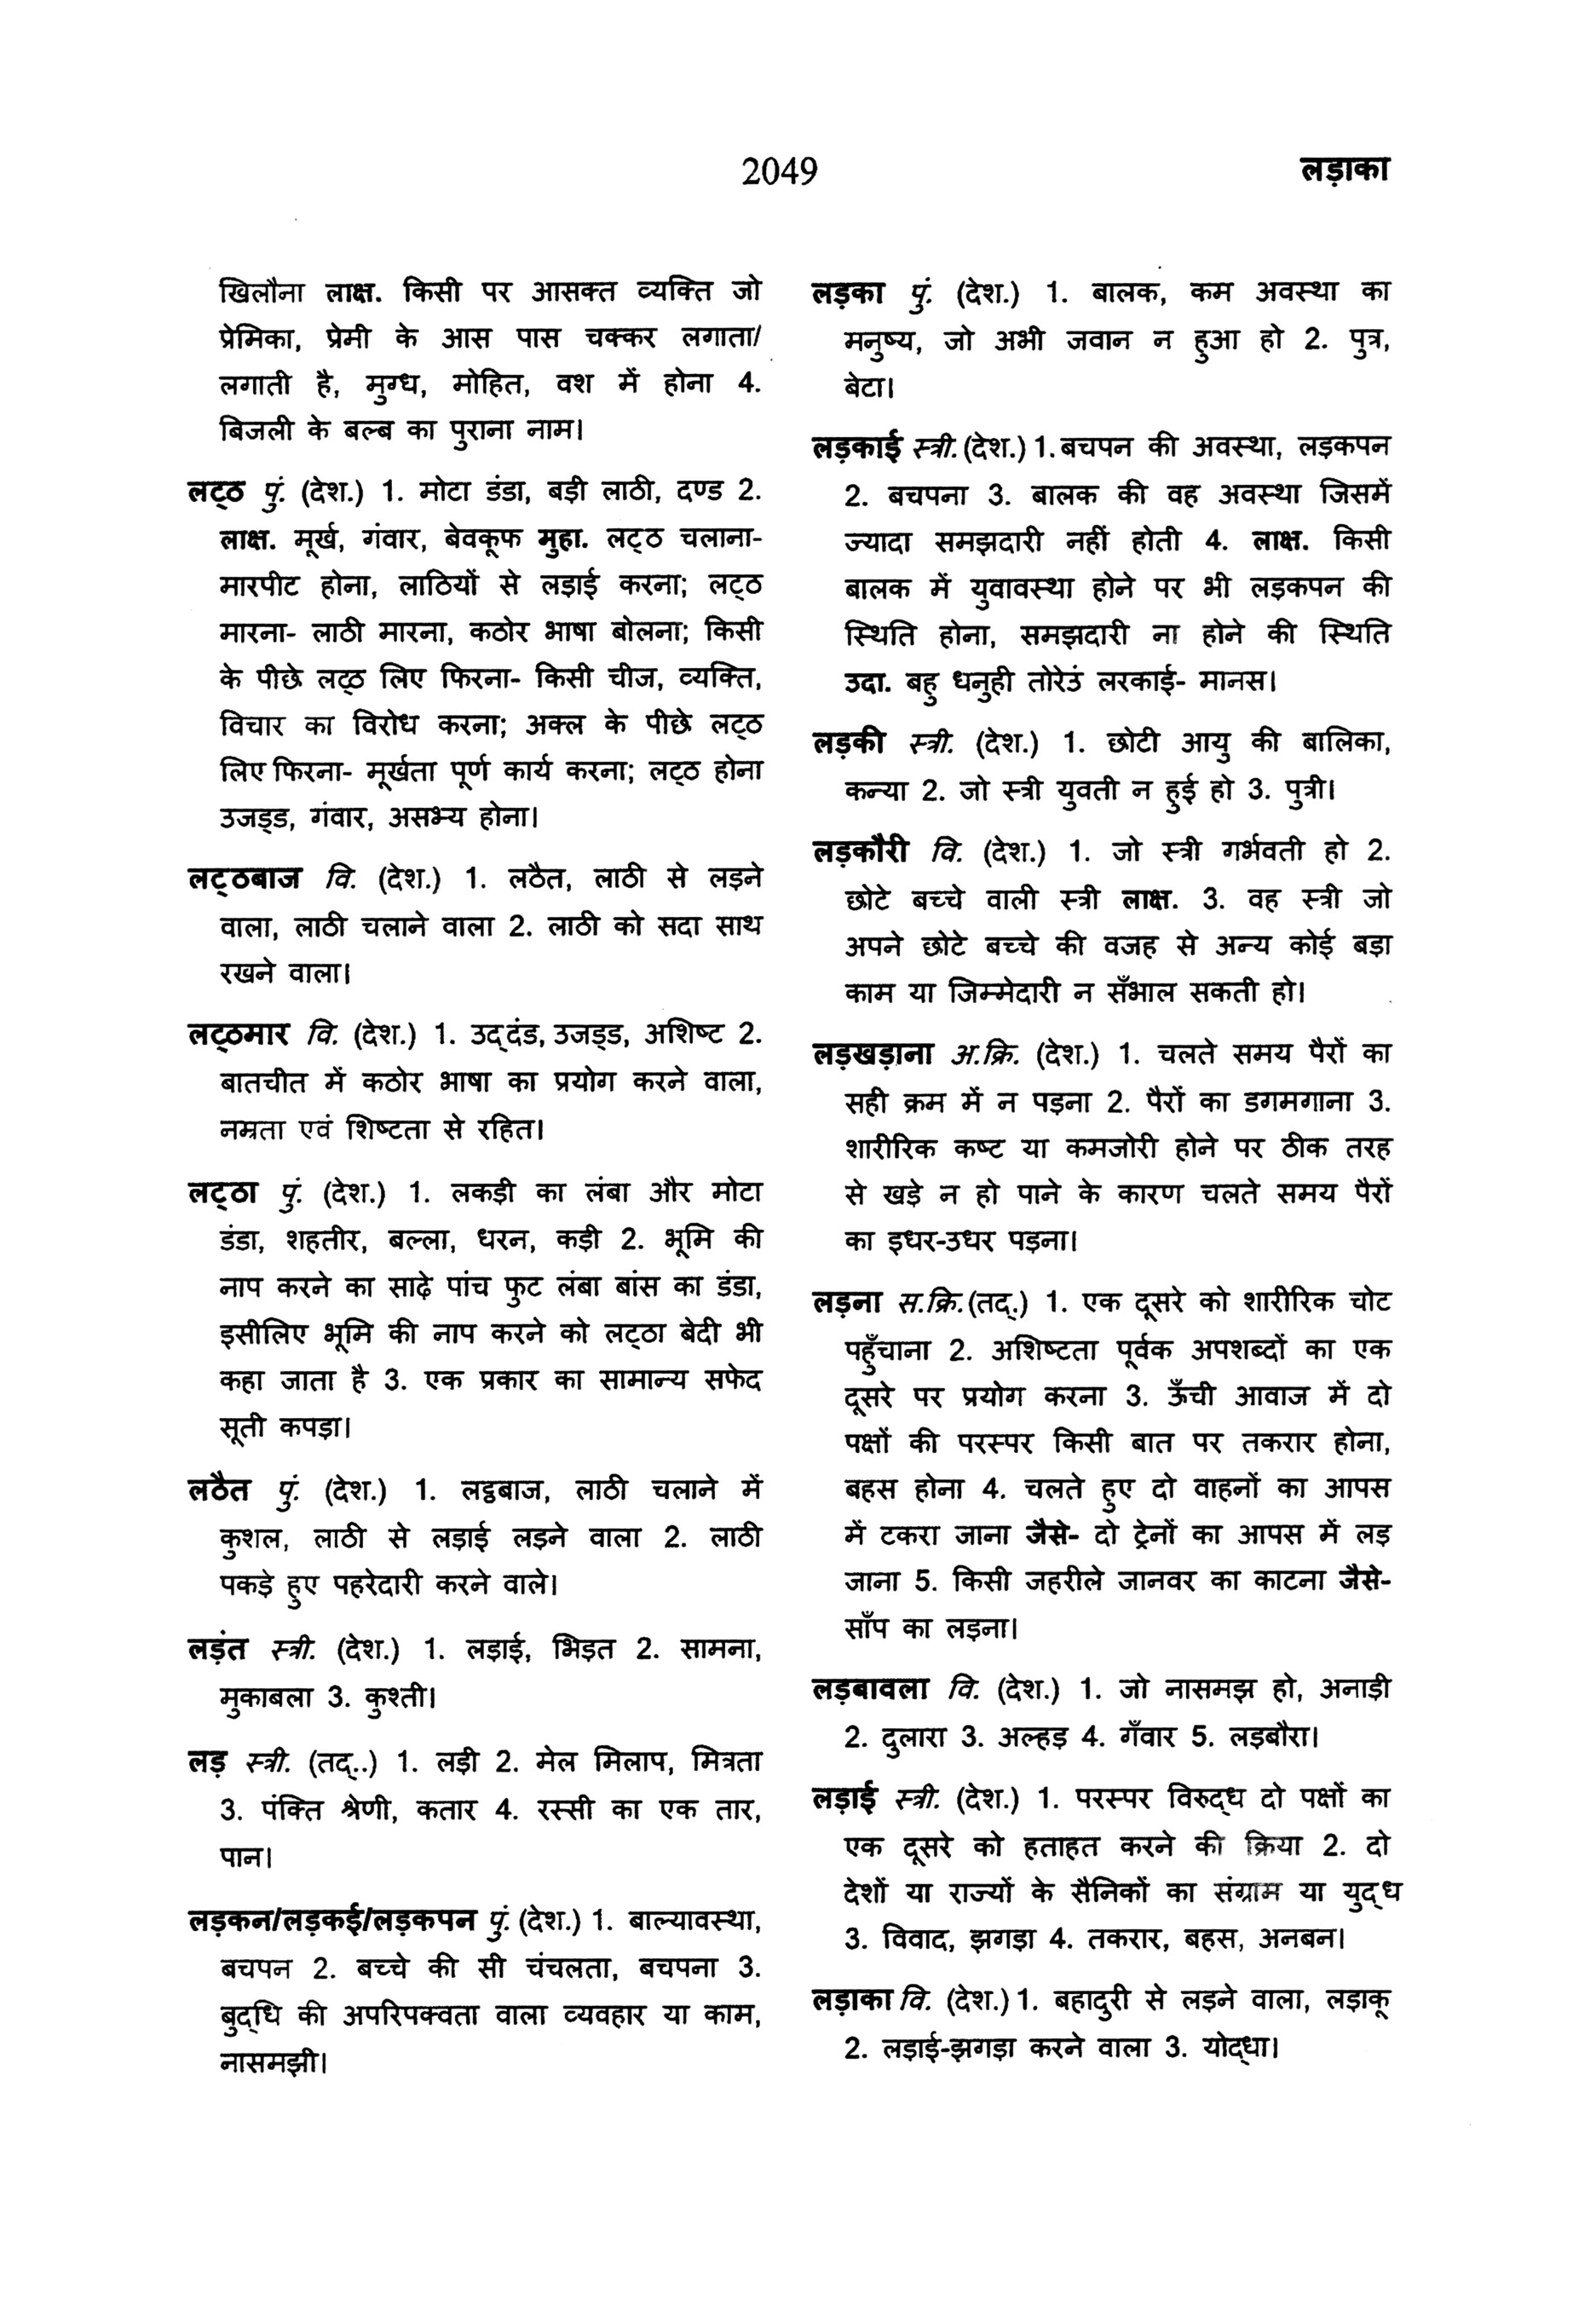 2049
लड़ाका
खिलौना लाक्ष. किसी पर आसक्त व्यक्ति जो
प्रेमिका, प्रेमी के आस पास चक्कर लगाता/
लगाती है, मुग्ध, मोहित, वश में होना 4.
बिजली के बल्ब का पुराना नाम।
लट्ठ पुं. (देश.) 1. मोटा डंडा, बड़ी लाठी, दण्ड 2.
लाक्ष. मूर्ख, गंवार, बेवकूफ मुहा. लट्ठ चलाना-
मारपीट होना, लाठियों से लड़ाई करना; लट्ठ
मारना- लाठी मारना, कठोर भाषा बोलना; किसी
के पीछे लट्ठ लिए फिरना- किसी चीज, व्यक्ति,
विचार का विरोध करना; अक्ल के पीछे लट्ठ
लिए फिरना- मूर्खता पूर्ण कार्य करना; लट्ठ होना
उजड्ड, गंवार, असभ्य होना।
लट्ठबाज वि. (देश.) 1. लठैत, लाठी से लड़ने
वाला, लाठी चलाने वाला 2. लाठी को सदा साथ
रखने वाला।
लट्ठमार वि. (देश.) 1. उद्दंड, उजड्ड, अशिष्ट 2.
बातचीत में कठोर भाषा का प्रयोग करने वाला,
नम्रता एवं शिष्टता से रहित।
लट्ठा पुं. (देश.) 1. लकड़ी का लंबा और मोटा
डंडा, शहतीर, बल्ला, धरन, कड़ी 2. भूमि की
नाप करने का साढ़े पांच फुट लंबा बांस का डंडा,
इसीलिए भूमि की नाप करने को लट्ठा बेदी भी
कहा जाता है 3. एक प्रकार का सामान्य सफेद
सूती कपड़ा।
लठैत पुं. (देश.) 1. लट्ठबाज, लाठी चलाने में
कुशल, लाठी से लड़ाई लड़ने वाला 2. लाठी
पकड़े हुए पहरेदारी करने वाले।
लड़ंत स्त्री. (देश.) 1. लड़ाई, भिड़त 2. सामना,
मुकाबला 3. कुश्ती।
लड़ स्त्री. (तद्..) 1. लड़ी 2. मेल मिलाप, मित्रता
3. पंक्ति श्रेणी, कतार 4. रस्सी का एक तार,
पान।
लड़कन/लड़कई/लड़कपन पुं. (देश.) 1. बाल्यावस्था,
बचपन 2. बच्चे की सी चंचलता, बचपना 3.
बुद्धि की अपरिपक्वता वाला व्यवहार या काम,
नासमझी।
लड़का पुं. (देश.) 1. बालक, कम अवस्था का
मनुष्य, जो अभी जवान न हुआ हो 2. पुत्र,
बेटा।
लड़काई स्त्री. (देश.) 1. बचपन की अवस्था, लड़कपन
2. बचपना 3. बालक की वह अवस्था जिसमें
ज्यादा समझदारी नहीं होती 4. लाक्ष. किसी
बालक में युवावस्था होने पर भी लड़कपन की
स्थिति होना, समझदारी ना होने की स्थिति
उदा. बहु धनुही तोरेउं लरकाई- मानस।
लड़की स्त्री. (देश.) 1. छोटी आयु की बालिका,
कन्या 2. जो स्त्री युवती न हुई हो 3. पुत्री।
लड़कौरी वि. (देश.) 1. जो स्त्री गर्भवती हो 2.
छोटे बच्चे वाली स्त्री लाक्ष. 3. वह स्त्री जो
अपने छोटे बच्चे की वजह से अन्य कोई बड़ा
काम या जिम्मेदारी न सँभाल सकती हो।
लड़खड़ाना अ.क्रि. (देश.) 1. चलते समय पैरों का
सही क्रम में न पड़ना 2. पैरों का डगमगाना 3.
शारीरिक कष्ट या कमजोरी होने पर ठीक तरह
से खड़े न हो पाने के कारण चलते समय पैरों
का इधर-उधर पड़ना।
लड़ना स.क्रि. (तद्.) 1. एक दूसरे को शारीरिक चोट
पहुँचाना 2. अशिष्टता पूर्वक अपशब्दों का एक
दूसरे पर प्रयोग करना 3. ऊँची आवाज में दो
पक्षों की परस्पर किसी बात पर तकरार होना,
बहस होना 4. चलते हुए दो वाहनों का आपस
में टकरा जाना जैसे- दो ट्रेनों का आपस में लड़
जाना 5. किसी जहरीले जानवर का काटना जैसे-
साँप का लड़ना।
लड़बावला वि. (देश.) 1. जो नासमझ हो, अनाड़ी
2. दुलारा 3. अल्हड़ 4. गँवार 5. लड़बौरा।
लड़ाई स्त्री. (देश.) 1. परस्पर विरुद्ध दो पक्षों का
एक दूसरे को हताहत करने की क्रिया 2. दो
देशों या राज्यों के सैनिकों का संग्राम या युद्ध
3. विवाद, झगड़ा 4. तकरार, बहस, अनबन।
लड़ाका वि. (देश.) 1. बहादुरी से लड़ने वाला, लड़ाकू
2. लड़ाई-झगड़ा करने वाला 3. योद्धा।